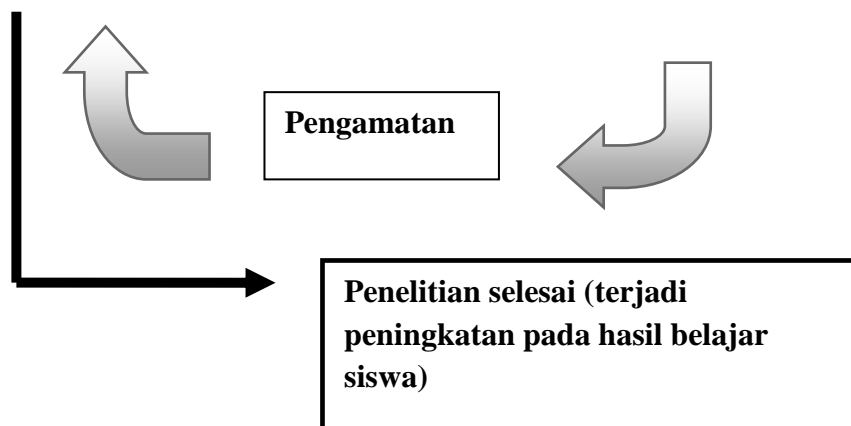 Pengamatan
Penelitian selesai (terjadi
peningkatan pada hasil belajar
siswa)